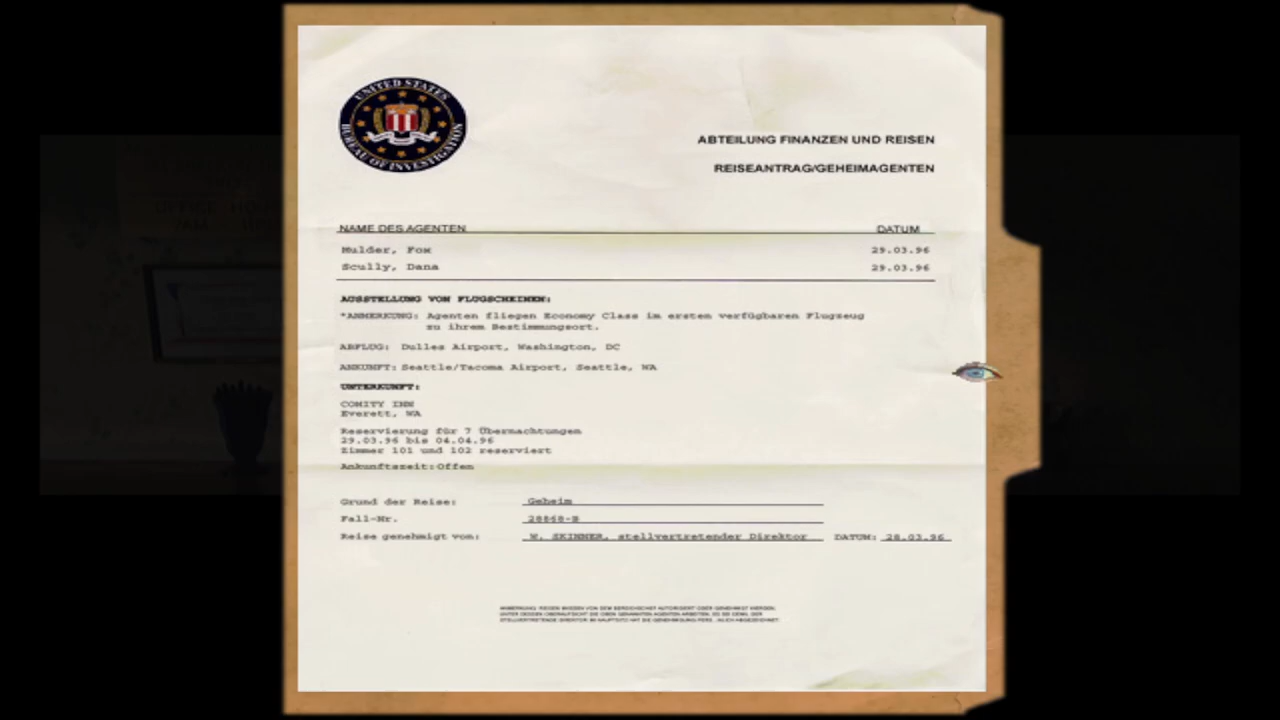 UNITED STATES
BUREAU OF INVESTIGATION
ABTEILUNG FINANZEN UND REISEN
REISEANTRAG/GEHEIMAGENTEN
NAME DES AGENTEN DATUM
Mulder, Fox 29.03.96
Scully, Dana 29.03.96
AUSSTELLUNG VON FLUGSCHEINEN:
*ANMERKUNG: Agenten fliegen Economy Class im ersten verfügbaren Flugzeug
zu ihrem Bestimmungsort.
ABFLUG: Dulles Airport, Washington, DC
ANKUNFT: Seattle/Tacoma Airport, Seattle, WA
UNTERKUNFT:
COMITY INN
Everett, WA
Reservierung für 7 Übernachtungen
29.03.96 bis 04.04.96
Zimmer 101 und 102 reserviert
Ankunftszeit: Offen
Grund der Reise: Geheim
Fall-Nr. 28868-B
Reise genehmigt von: W. SKINNER, stellvertretender Direktor DATUM: 28.03.96